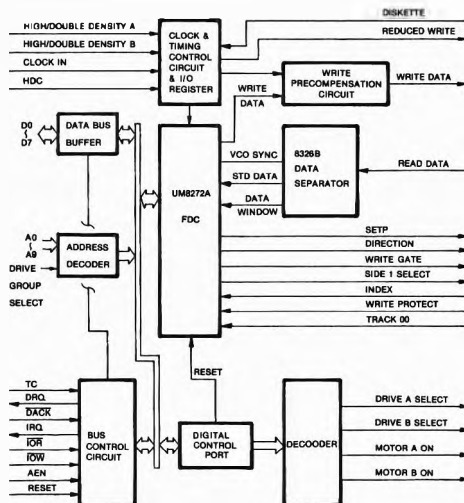 DISKETTE
HIGH/DOUBLE DENSITY A
HIGH/DOUBLE DENSITY B
CLOCK IN
HDC
CLOCK &
TIMING
CONTROL
CIRCUIT
& I/O
REGISTER
REDUCED WRITE
WRITE
PRECOMPENSATION
CIRCUIT
WRITE DATA
WRITE
DATA
D0
D7
DATA BUS
BUFFER
UM8272A
FDC
VCO SYNC
STD DATA
DATA
WINDOW
8326B
DATA
SEPARATOR
READ DATA
A0
A9
DRIVE
GROUP
SELECT
ADDRESS
DECODER
SETP
DIRECTION
WRITE GATE
SIDE 1 SELECT
INDEX
WRITE PROTECT
TRACK 00
RESET
TC
DRQ
DACK
IRQ
IOR
IOW
AEN
RESET
BUS
CONTROL
CIRCUIT
DIGITAL
CONTROL
PORT
DECOODER
DRIVE A SELECT
DRIVE B SELECT
MOTOR A ON
MOTOR B ON